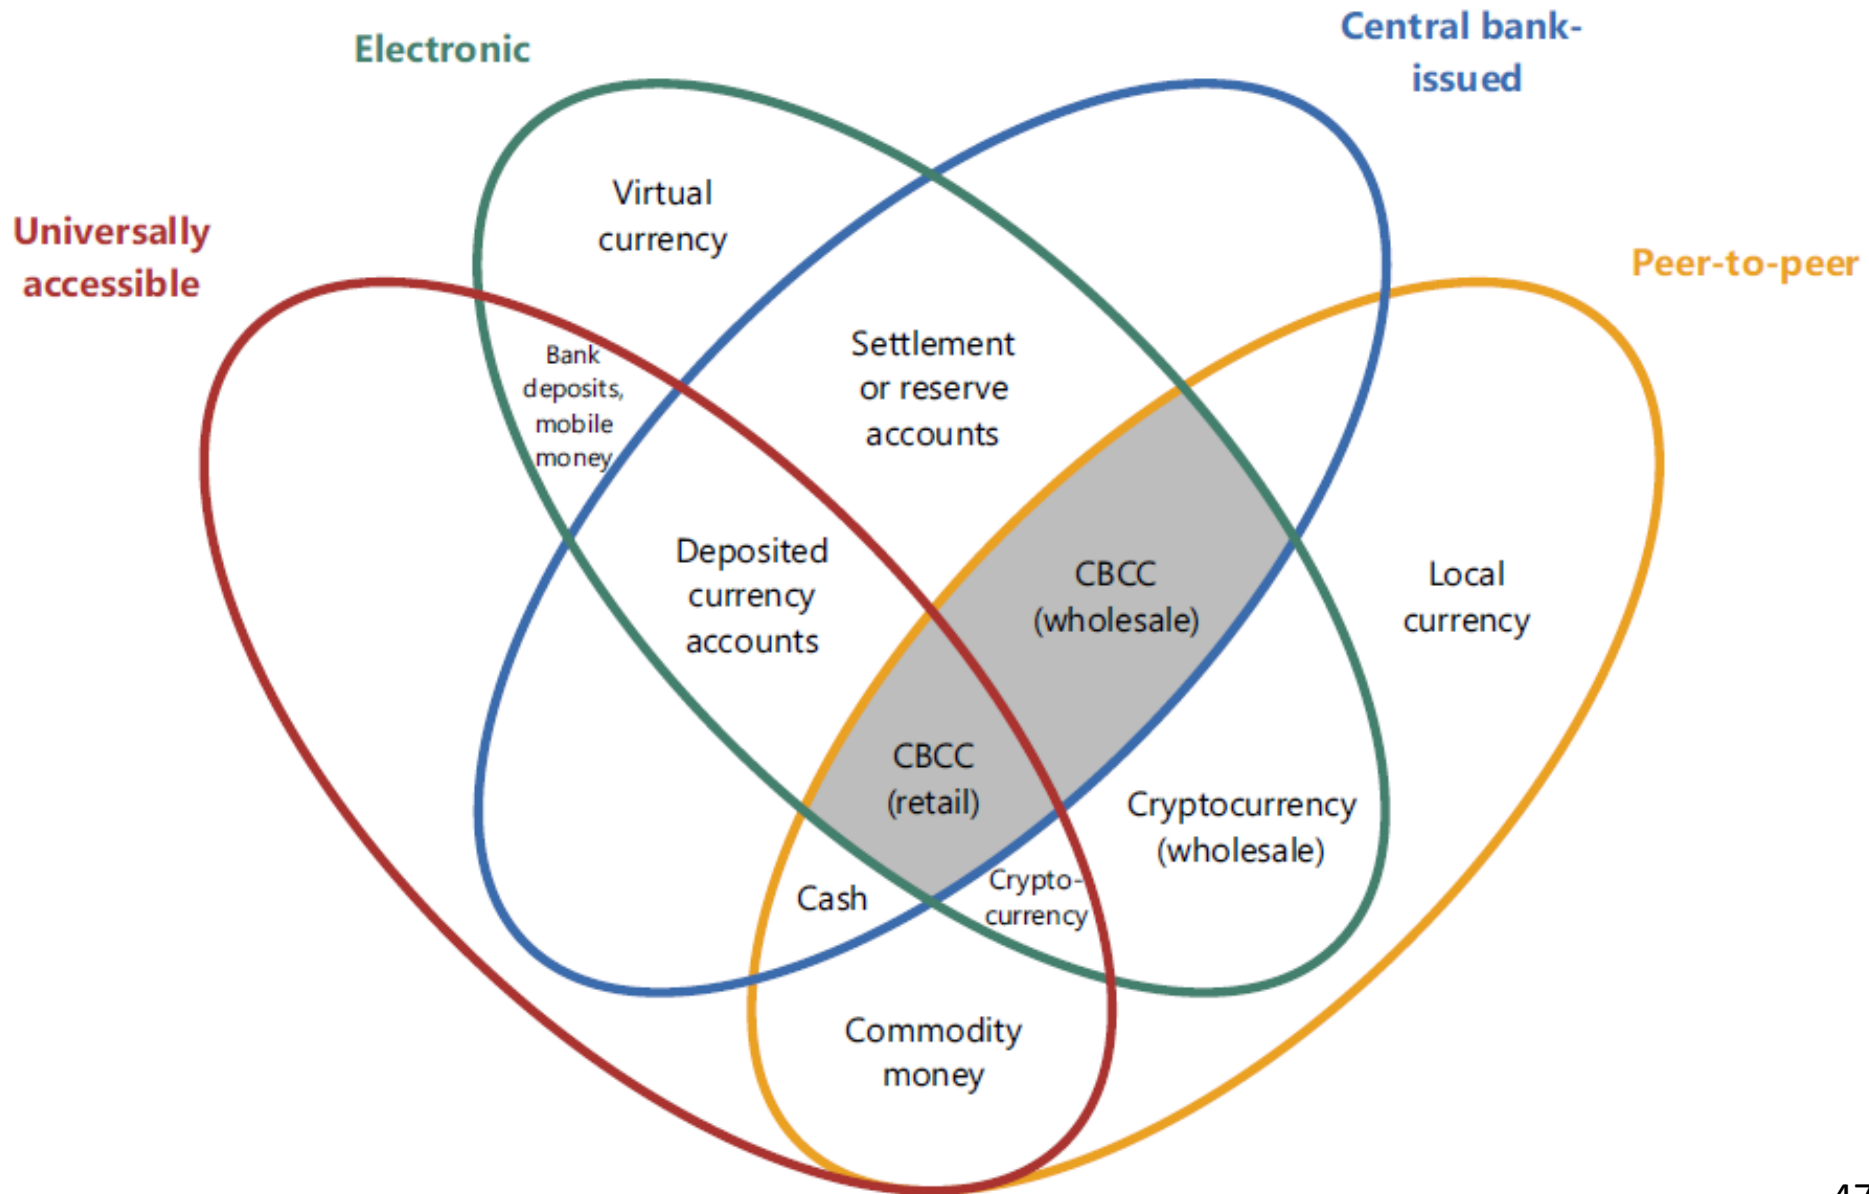 Electronic
Central bank-
issued
Universally
accessible
Peer-to-peer
Virtual
currency
Bank
deposits,
mobile
money
Settlement
or reserve
accounts
Deposited
currency
accounts
CBCC
(wholesale)
Local
currency
CBCC
(retail)
Cryptocurrency
(wholesale)
Cash
Crypto-
currency
Commodity
money
47